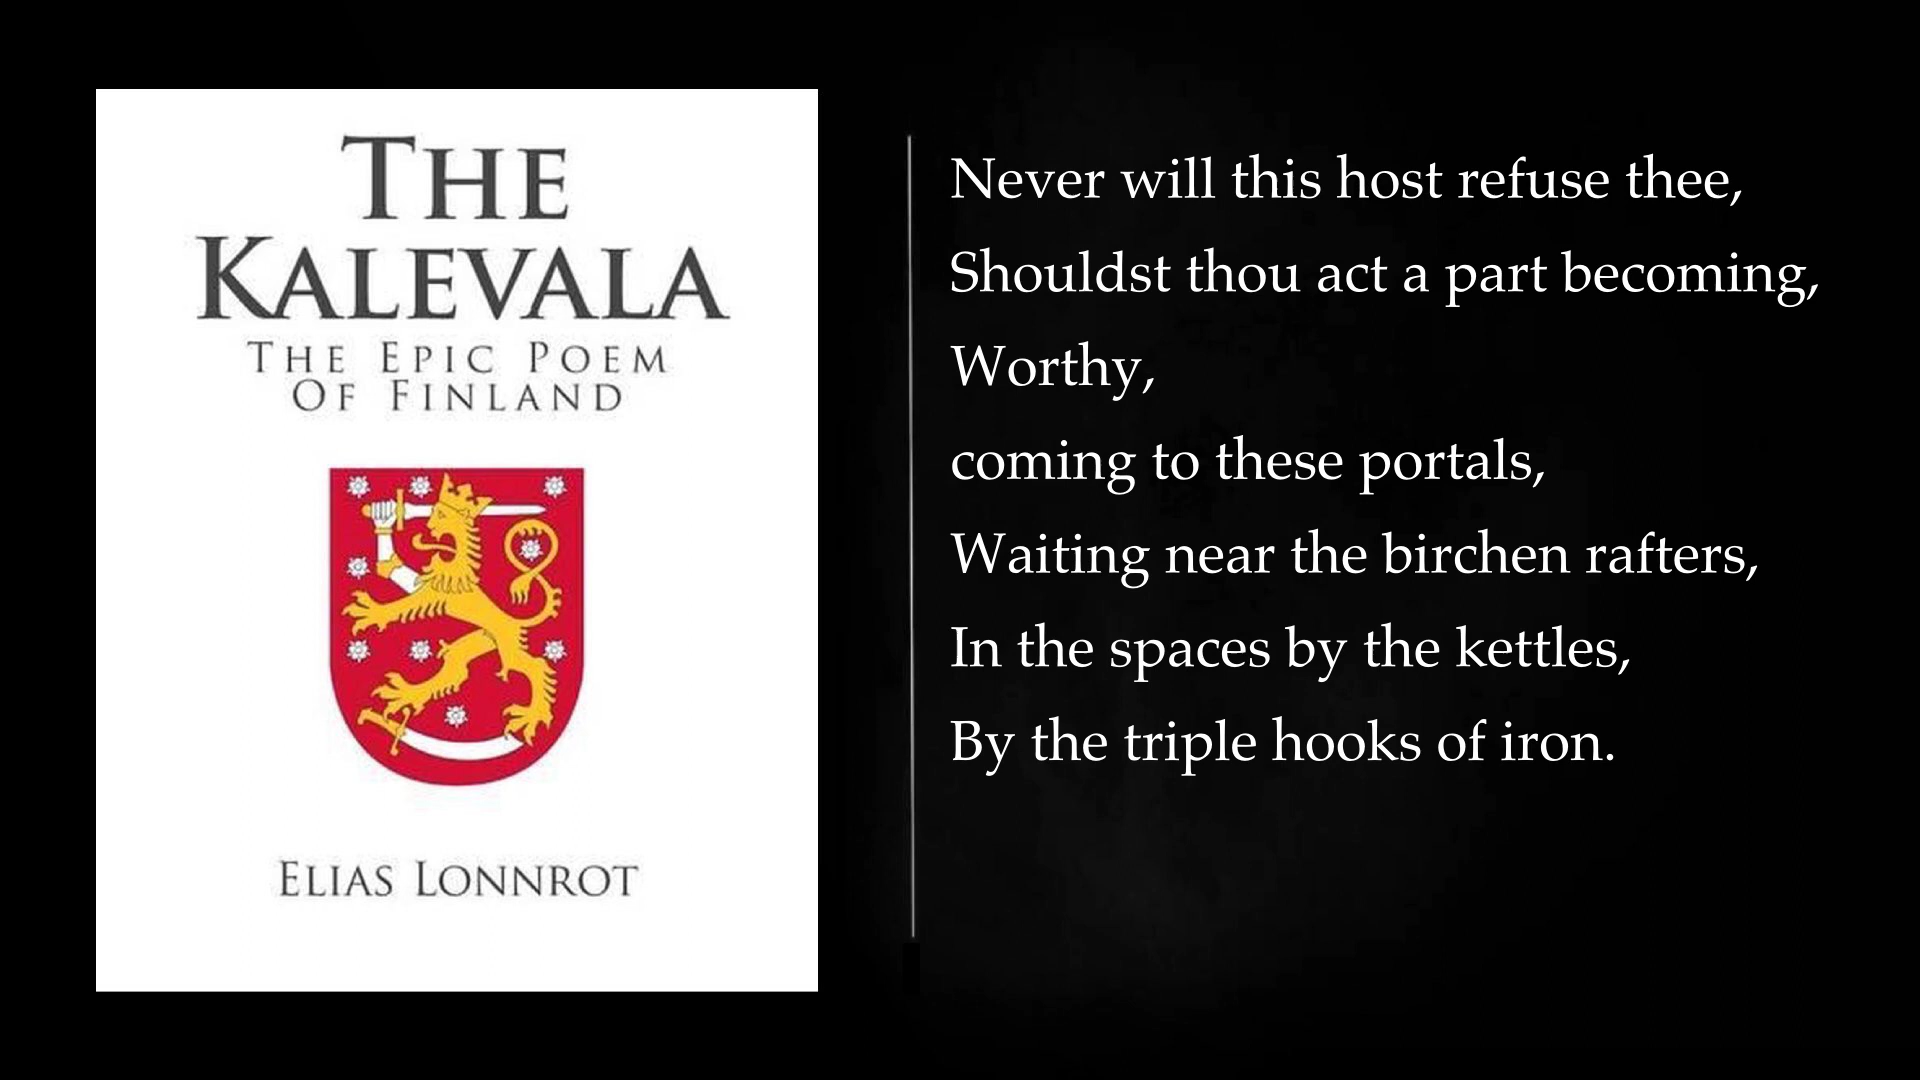 THE
KALEVALA
THE EPIC POEM
OF FINLAND
ELIAS LONNROT
Never will this host refuse thee,
Shouldst thou act a part becoming,
Worthy,
coming to these portals,
Waiting near the birchen rafters,
In the spaces by the kettles,
By the triple hooks of iron.